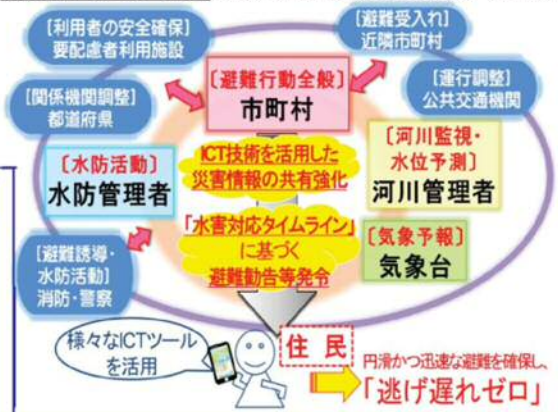 〔利用者の安全確保〕
要配慮者利用施設
〔避難受入れ〕
近隣市町村
〔関係機関調整〕
都道府県
〔避難行動全般〕
市町村
〔運行調整〕
公共交通機関
〔水防活動〕
水防管理者
ICT技術を活用した
災害情報の共有強化
〔河川監視・
水位予測〕
河川管理者
「水害対応タイムライン」
に基づく
避難勧告等発令
〔気象予報〕
気象台
〔避難誘導・
水防活動〕
消防・警察
様々なICTツール
を活用
住民
円滑かつ迅速な避難を確保し、
「逃げ遅れゼロ」